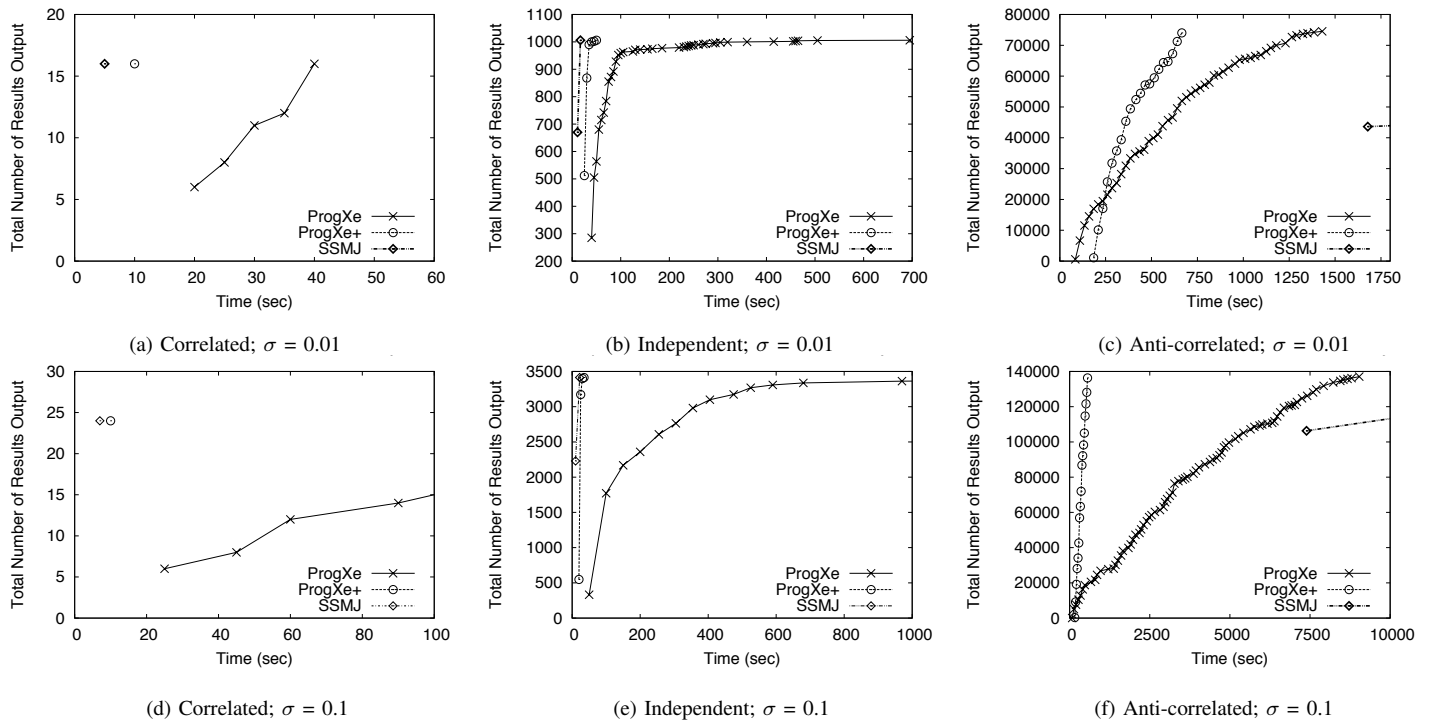 Total Number of Results Output
20
15
10
5
0
ProgXe
ProgXe+
SSMJ
0 10 20 30 40 50 60
Time (sec)
(a) Correlated; σ = 0.01
Total Number of Results Output
1100
1000
900
800
700
600
500
400
300
200
ProgXe
ProgXe+
SSMJ
0 100 200 300 400 500 600 700
Time (sec)
(b) Independent; σ = 0.01
Total Number of Results Output
80000
70000
60000
50000
40000
30000
20000
10000
0
ProgXe
ProgXe+
SSMJ
0 250 500 750 1000 1250 1500 1750
Time (sec)
(c) Anti-correlated; σ = 0.01
Total Number of Results Output
30
25
20
15
10
5
0
ProgXe
ProgXe+
SSMJ
0 20 40 60 80 100
Time (sec)
(d) Correlated; σ = 0.1
Total Number of Results Output
3500
3000
2500
2000
1500
1000
500
0
ProgXe
ProgXe+
SSMJ
0 200 400 600 800 1000
Time (sec)
(e) Independent; σ = 0.1
Total Number of Results Output
140000
120000
100000
80000
60000
40000
20000
0
ProgXe
ProgXe+
SSMJ
0 2500 5000 7500 10000
Time (sec)
(f) Anti-correlated; σ = 0.1